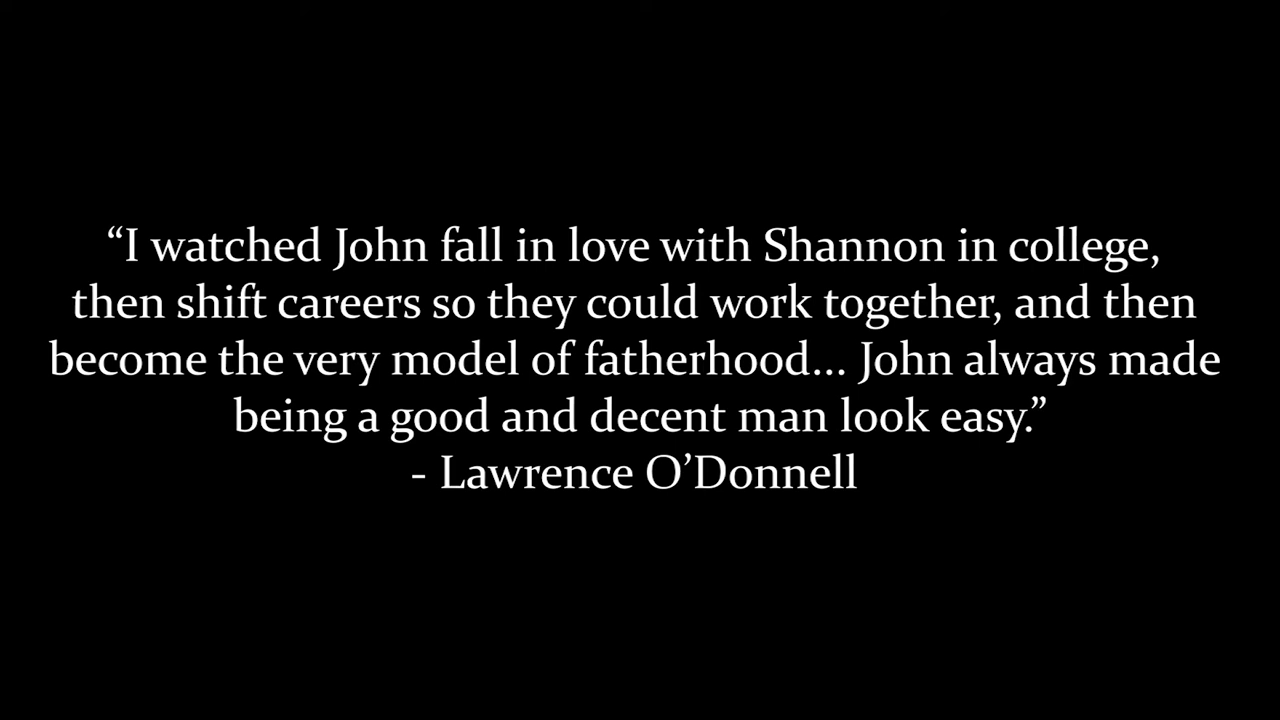 “I watched John fall in love with Shannon in college,
then shift careers so they could work together, and then
become the very model of fatherhood... John always made
being a good and decent man look easy.”
- Lawrence O’Donnell